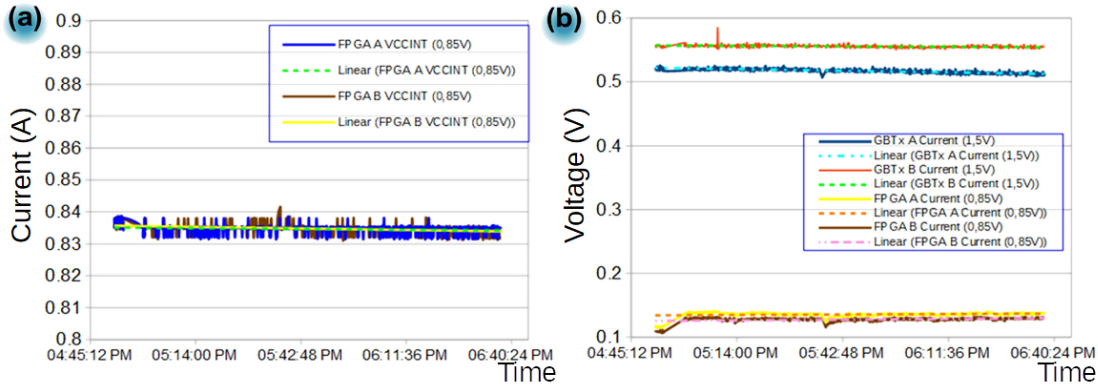 (a)
0.9
0.89
0.88
0.87
0.86
0.85
0.84
0.83
0.82
0.81
0.8
Current (A)
FPGA A VCCINT (0,85V)
Linear (FPGA A VCCINT (0,85V))
FPGA B VCCINT (0,85V)
Linear (FPGA B VCCINT (0,85V))
04:45:12 PM 05:14:00 PM 05:42:48 PM 06:11:36 PM 06:40:24 PM
Time
(b)
0.6
0.5
0.4
0.3
0.2
0.1
Voltage (V)
GBTx A Current (1,5V)
Linear (GBTx A Current (1,5V))
GBTx B Current (1,5V)
Linear (GBTx B Current (1,5V))
FPGA A Current (0,85V)
Linear (FPGA A Current (0,85V))
FPGA B Current (0,85V)
Linear (FPGA B Current (0,85V))
04:45:12 PM 05:14:00 PM 05:42:48 PM 06:11:36 PM 06:40:24 PM
Time